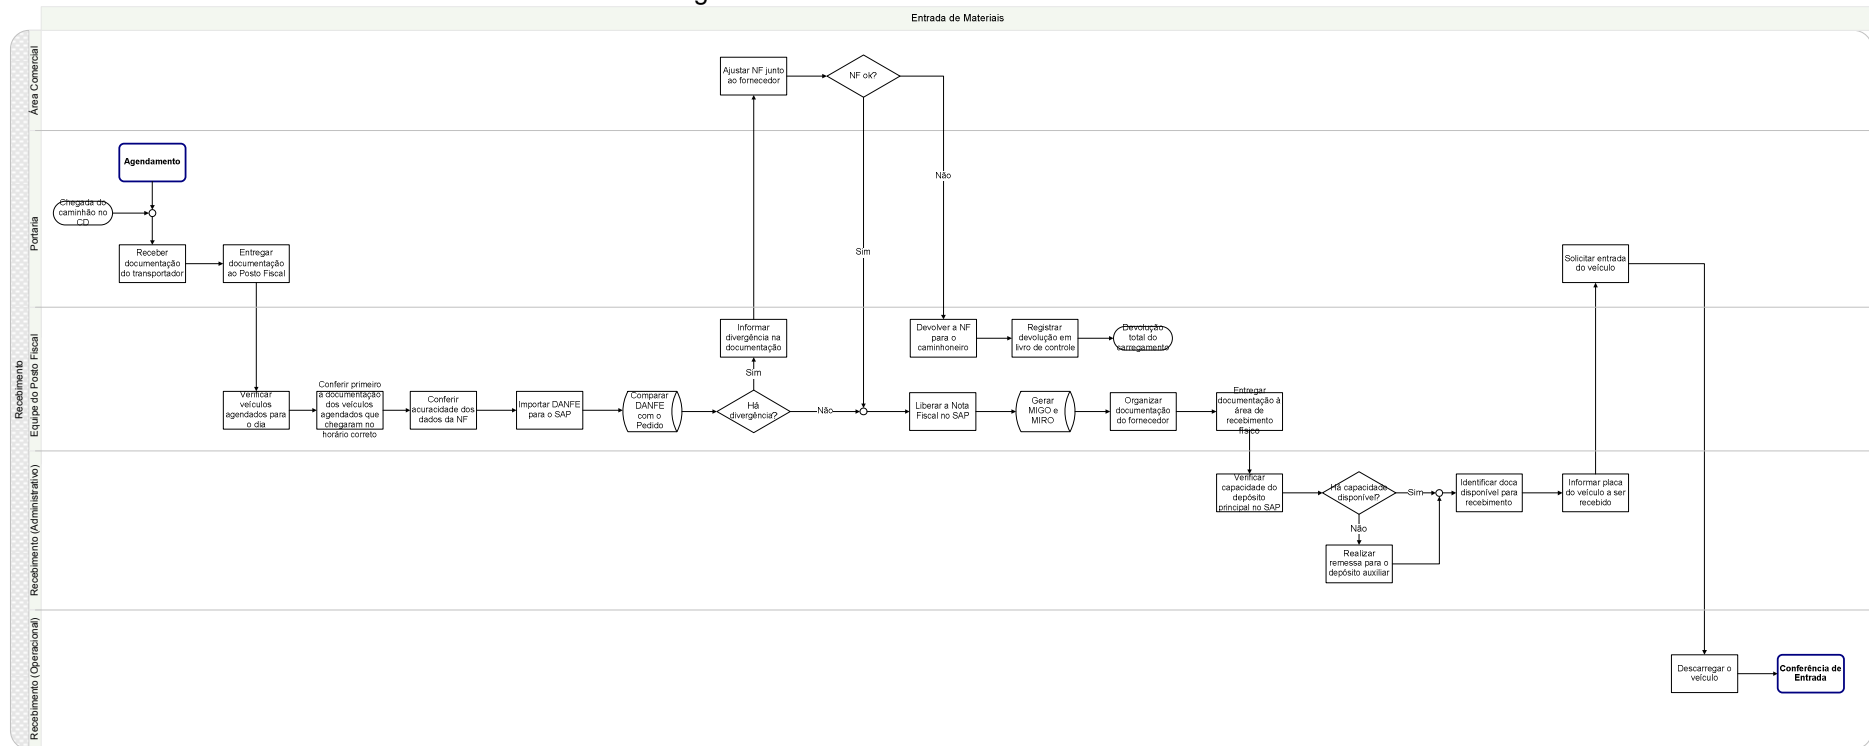 Entrada de Materiais
Recebimento
Área Comercial
Ajustar NF junto
ao fornecedor
NF ok?
Não
Sim
Portaria
Agendamento
Chegada do
caminhão no
CD
Receber
documentação
do transportador
Entregar
documentação
ao Posto Fiscal
Solicitar entrada
do veículo
Equipe do Posto Fiscal
Informar
divergência na
documentação
Sim
Devolver a NF
para o
caminhoneiro
Registrar
devolução em
livro de controle
Devolução
total do
carregamento
Verificar
veículos
agendados para
o dia
Conferir primeiro
a documentação
dos veículos
agendados que
chegaram no
horário correto
Conferir
acuracidade dos
dados da NF
Importar DANFE
para o SAP
Comparar
DANFE
com o
Pedido
Há
divergência?
Não
Liberar a Nota
Fiscal no SAP
Gerar
MIGO e
MIRO
Organizar
documentação
do fornecedor
Entregar
documentação à
área de
recebimento
físico
Recebimento (Administrativo)
Verificar
capacidade do
depósito
principal no SAP
Há capacidade
disponível?
Sim
Não
Realizar
remessa para o
depósito auxiliar
Identificar doca
disponível para
recebimento
Informar placa
do veículo a ser
recebido
Recebimento (Operacional)
Descarregar o
veículo
Conferência de
Entrada